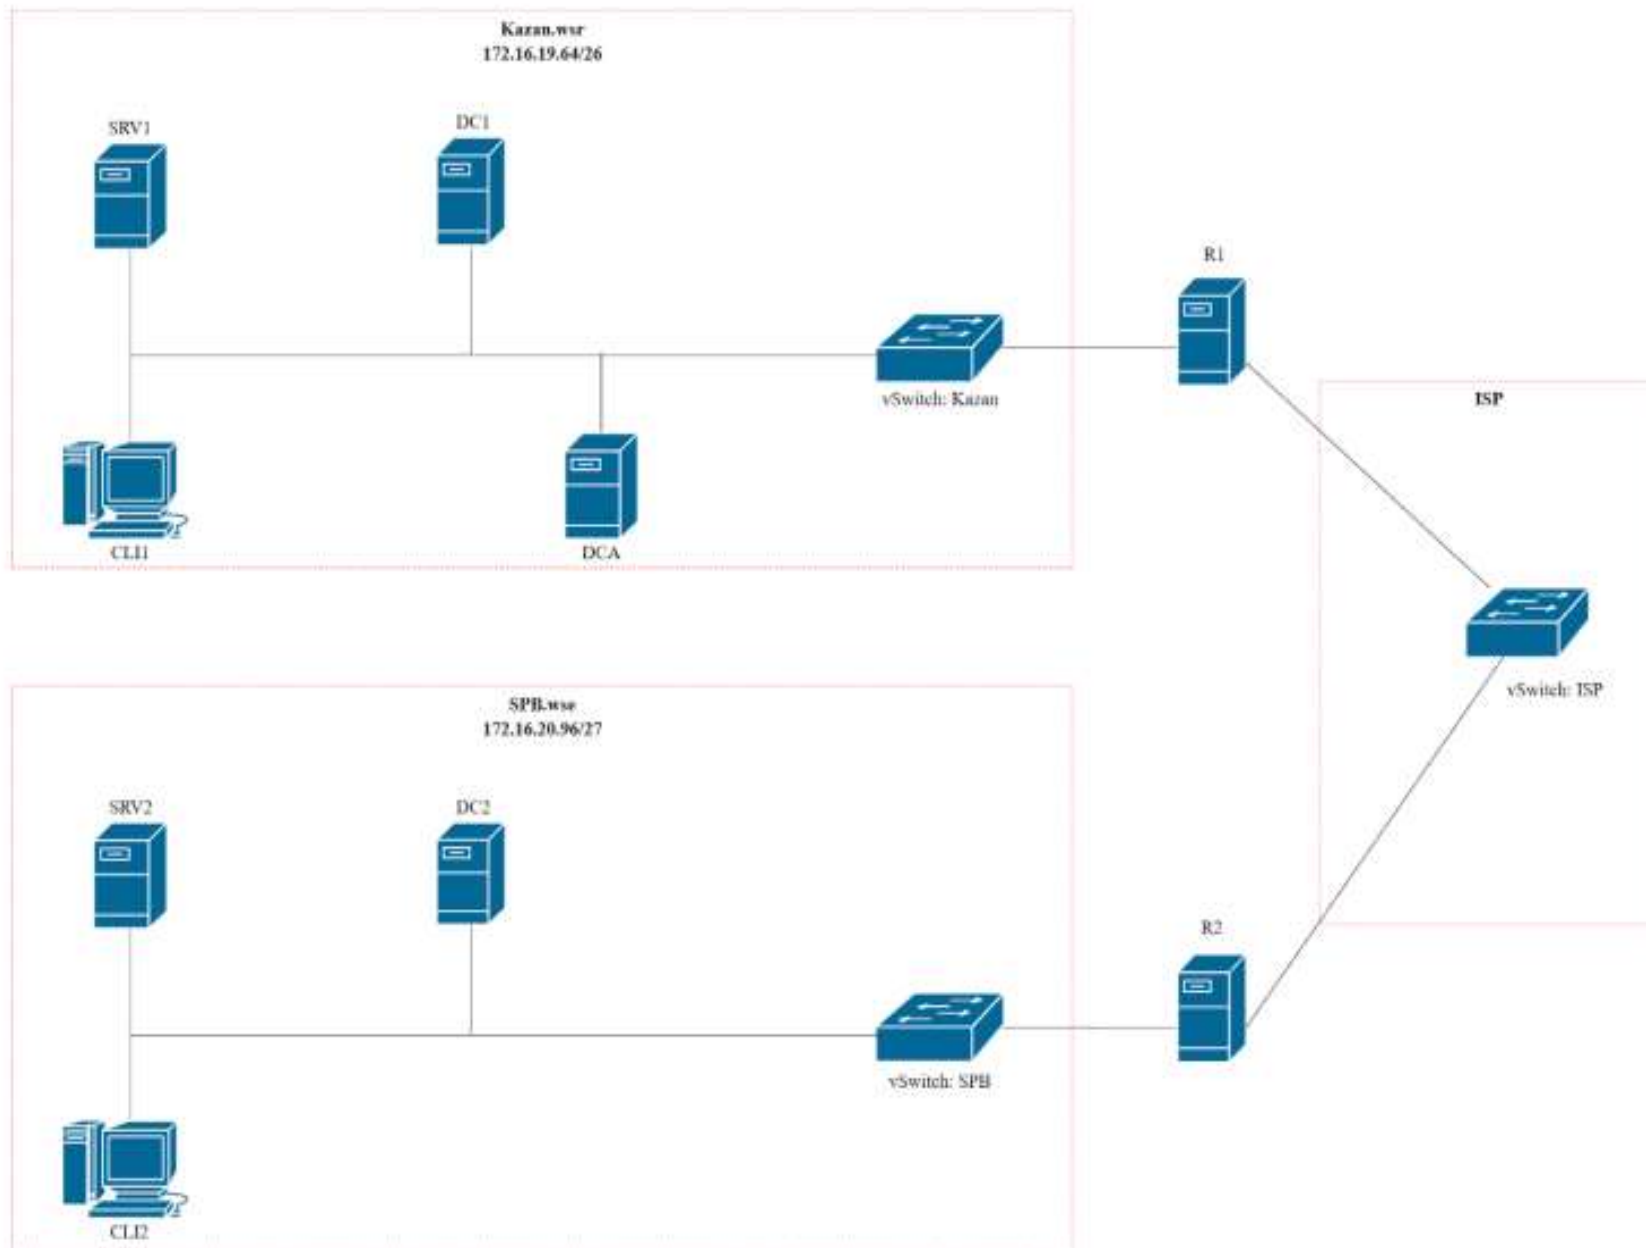 Kazan.wsr
172.16.19.64/26
SRV1
DC1
R1
vSwitch: Kazan
ISP
CLI1
DCA
vSwitch: ISP
SPB.wse
172.16.20.96/27
SRV2
DC2
R2
vSwitch: SPB
CLI2